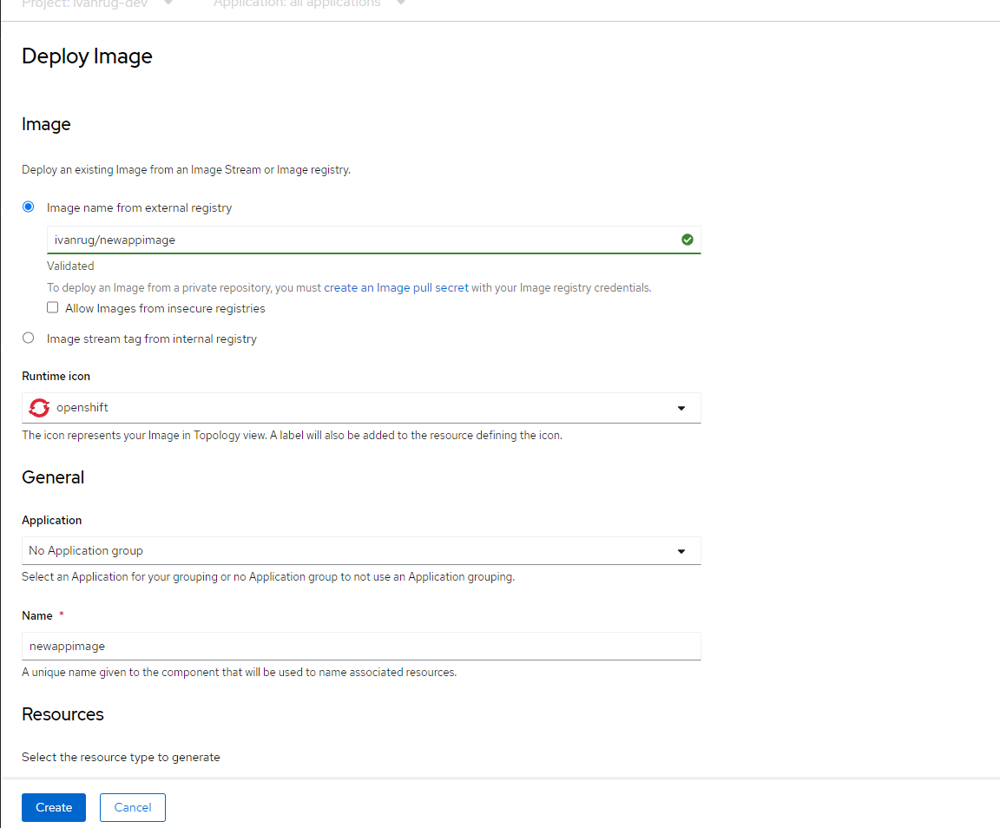 Project: ivanrug-dev
Application: all applications
Deploy Image
Image
Deploy an existing Image from an Image Stream or Image registry.
Image name from external registry
ivanrug/newappimage
Validated
To deploy an Image from a private repository, you must create an Image pull secret with your Image registry credentials.
Allow Images from insecure registries
Image stream tag from internal registry
Runtime icon
openshift
The icon represents your Image in Topology view. A label will also be added to the resource defining the icon.
General
Application
No Application group
Select an Application for your grouping or no Application group to not use an Application grouping.
Name *
newappimage
A unique name given to the component that will be used to name associated resources.
Resources
Select the resource type to generate
Create
Cancel